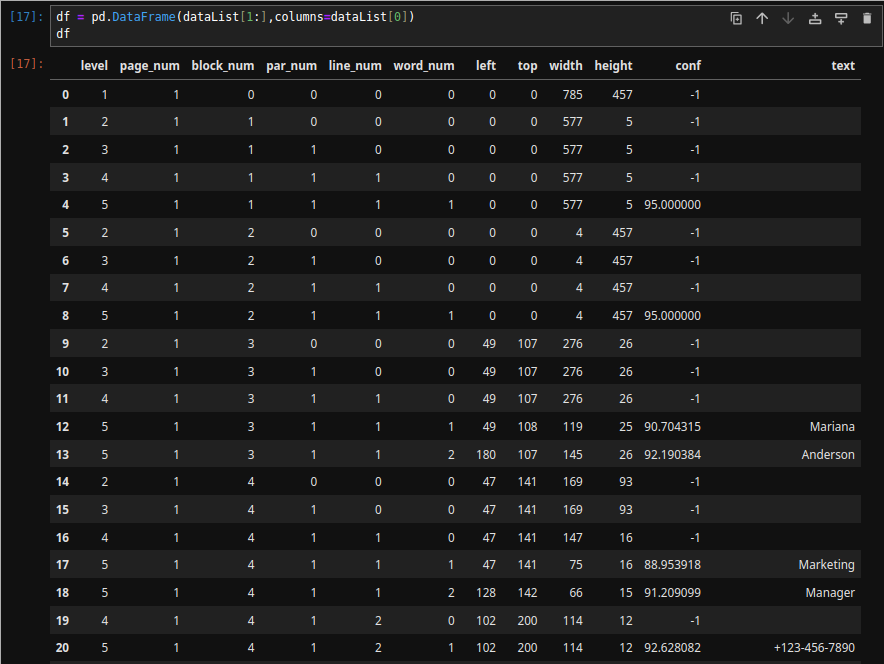 [17]: df = pd.DataFrame(dataList[1:],columns=dataList[0])
df
[17]: level page_num block_num par_num line_num word_num left top width height conf text
0 1 1 0 0 0 0 0 0 785 457 -1
1 2 1 1 0 0 0 0 0 577 5 -1
2 3 1 1 1 0 0 0 0 577 5 -1
3 4 1 1 1 1 0 0 0 577 5 -1
4 5 1 1 1 1 1 0 0 577 5 95.000000
5 2 1 2 0 0 0 0 0 4 457 -1
6 3 1 2 1 0 0 0 0 4 457 -1
7 4 1 2 1 1 0 0 0 4 457 -1
8 5 1 2 1 1 1 0 0 4 457 95.000000
9 2 1 3 0 0 0 49 107 276 26 -1
10 3 1 3 1 0 0 49 107 276 26 -1
11 4 1 3 1 1 0 49 107 276 26 -1
12 5 1 3 1 1 1 49 108 119 25 90.704315 Mariana
13 5 1 3 1 1 2 180 107 145 26 92.190384 Anderson
14 2 1 4 0 0 0 47 141 169 93 -1
15 3 1 4 1 0 0 47 141 169 93 -1
16 4 1 4 1 1 0 47 141 147 16 -1
17 5 1 4 1 1 1 47 141 75 16 88.953918 Marketing
18 5 1 4 1 1 2 128 142 66 15 91.209099 Manager
19 4 1 4 1 2 0 102 200 114 12 -1
20 5 1 4 1 2 1 102 200 114 12 92.628082 +123-456-7890